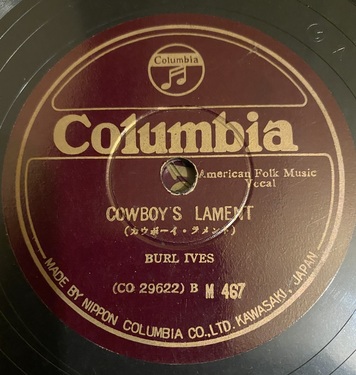 Columbia
Columbia
American Folk Music
Vocal
COWBOY'S LAMENT
(カウボーイ・ラメント)
BURL IVES
(CO 29622) B M 467
MADE BY NIPPON COLUMBIA CO., LTD. KAWASAKI, JAPAN